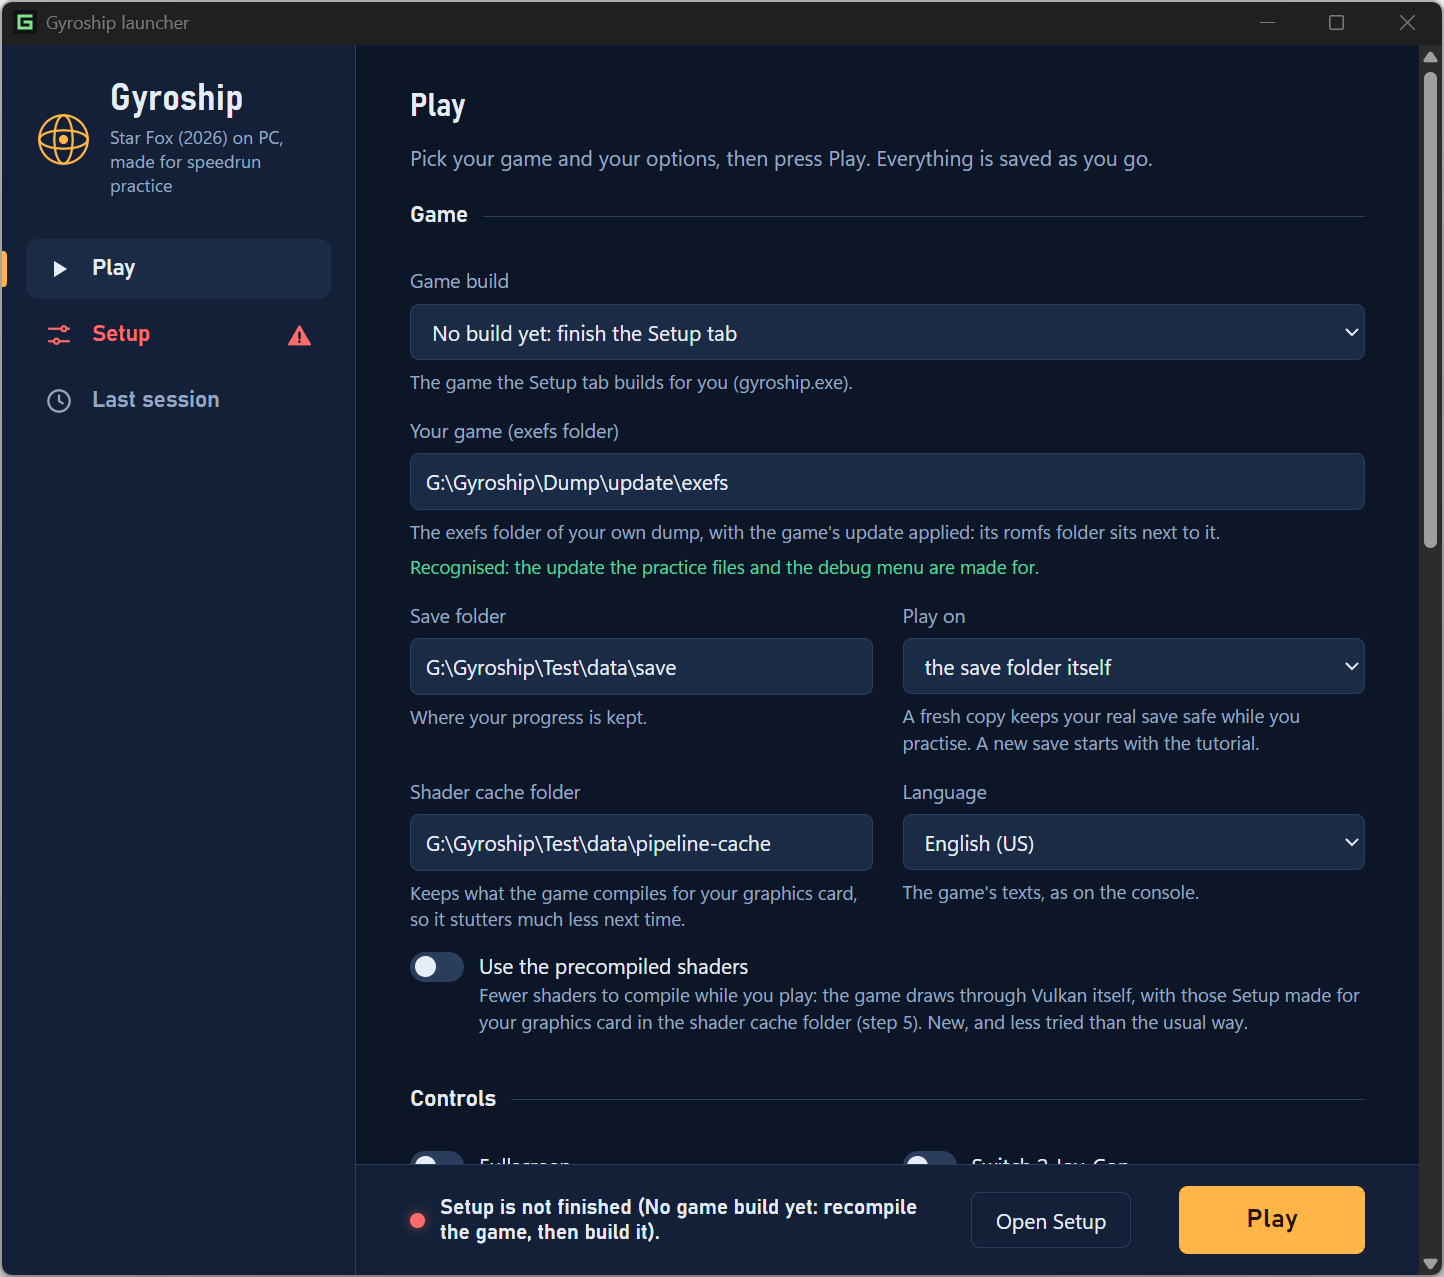 Gyroship launcher
Gyroship
Star Fox (2026) on PC,
made for speedrun
practice
Play
Setup
Last session
Play
Pick your game and your options, then press Play. Everything is saved as you go.
Game
Game build
No build yet: finish the Setup tab
The game the Setup tab builds for you (gyroship.exe).
Your game (exefs folder)
G:\Gyroship\Dump\update\exefs
The exefs folder of your own dump, with the game's update applied: its romfs folder sits next to it.
Recognised: the update the practice files and the debug menu are made for.
Save folder
G:\Gyroship\Test\data\save
Where your progress is kept.
Play on
the save folder itself
A fresh copy keeps your real save safe while you
practise. A new save starts with the tutorial.
Shader cache folder
G:\Gyroship\Test\data\pipeline-cache
Keeps what the game compiles for your graphics card,
so it stutters much less next time.
Language
English (US)
The game's texts, as on the console.
Use the precompiled shaders
Fewer shaders to compile while you play: the game draws through Vulkan itself, with those Setup made for
your graphics card in the shader cache folder (step 5). New, and less tried than the usual way.
Controls
Fullscreen
Switch 2 Joy-Con
Setup is not finished (No game build yet: recompile
the game, then build it).
Open Setup
Play